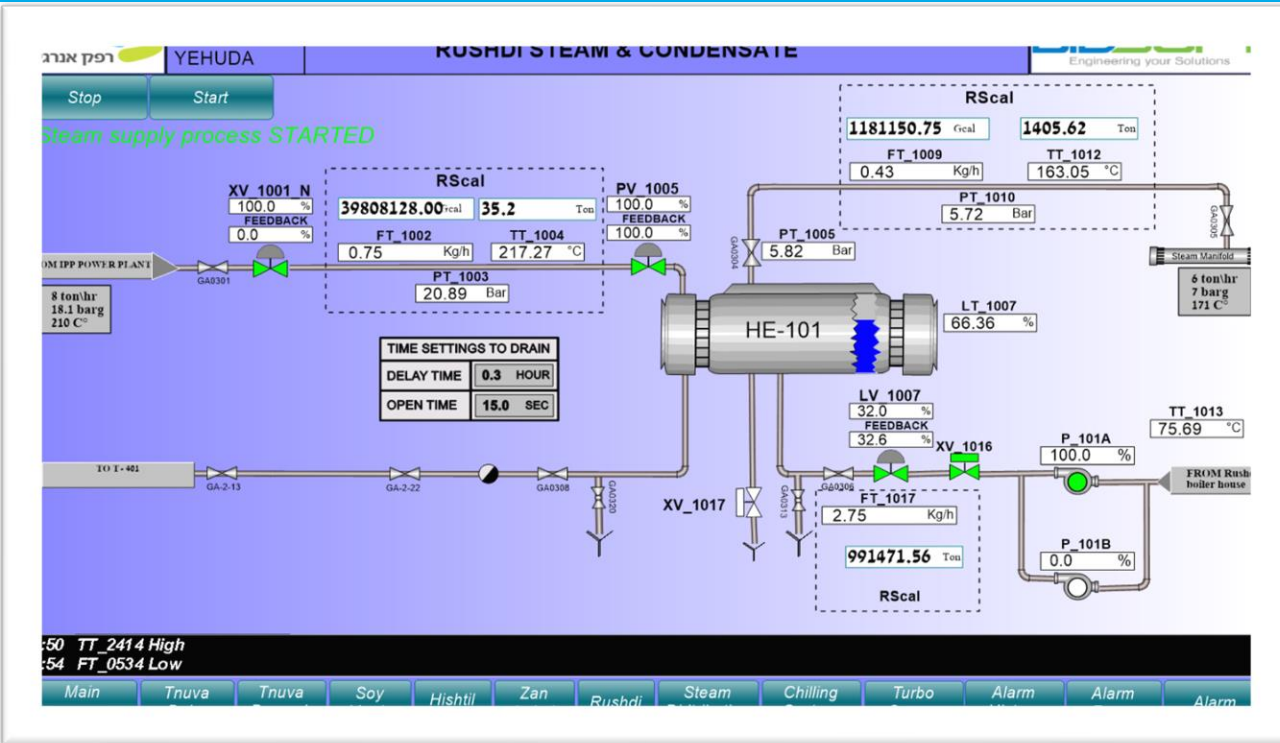 רפק אנרג
YEHUDA
RUSHDI STEAM & CONDENSATE
Engineering your Solutions
Stop
Start
Steam supply process STARTED
RScal
1181150.75 Gcal
1405.62 Ton
FT_1009
0.43 Kg/h
TT_1012
163.05 °C
PT_1010
5.72 Bar
XV_1001_N
100.0 %
FEEDBACK
0.0 %
RScal
39808128.00 Gcal
35.2 Ton
FT_1002
0.75 Kg/h
TT_1004
217.27 °C
PT_1003
20.89 Bar
PV_1005
100.0 %
FEEDBACK
100.0 %
GA0304
PT_1005
5.82 Bar
GA0305
Steam Manifold
6 ton\hr
7 barg
171 C°
OM IPP POWER PLANT
GA0301
8 ton\hr
18.1 barg
210 C°
HE-101
LT_1007
66.36 %
TIME SETTINGS TO DRAIN
DELAY TIME 0.3 HOUR
OPEN TIME 15.0 SEC
LV_1007
32.0 %
FEEDBACK
32.6 %
XV_1016
P_101A
100.0 %
TT_1013
75.69 °C
TO T-401
GA-2-13
GA-2-22
GA0308
GA0320
XV_1017
GA0313
GA0306
FT_1017
2.75 Kg/h
991471.56 Ton
RScal
FROM Rush
boiler house
P_101B
0.0 %
:50 TT_2414 High
:54 FT_0534 Low
Main
Tnuva
Tnuva
Soy
Hishtil
Zan
Rushdi
Steam
Chilling
Turbo
Alarm
Alarm
Alarm